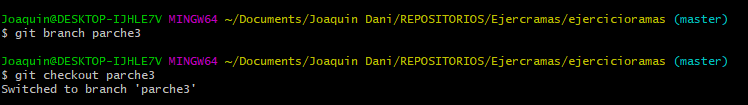 Joaquin@DESKTOP-IJHLE7V MINGW64 ~/Documents/Joaquin Dani/REPOSITORIOS/Ejercramas/ejercicioramas (master)
$ git branch parche3
Joaquin@DESKTOP-IJHLE7V MINGW64 ~/Documents/Joaquin Dani/REPOSITORIOS/Ejercramas/ejercicioramas (master)
$ git checkout parche3
Switched to branch 'parche3'